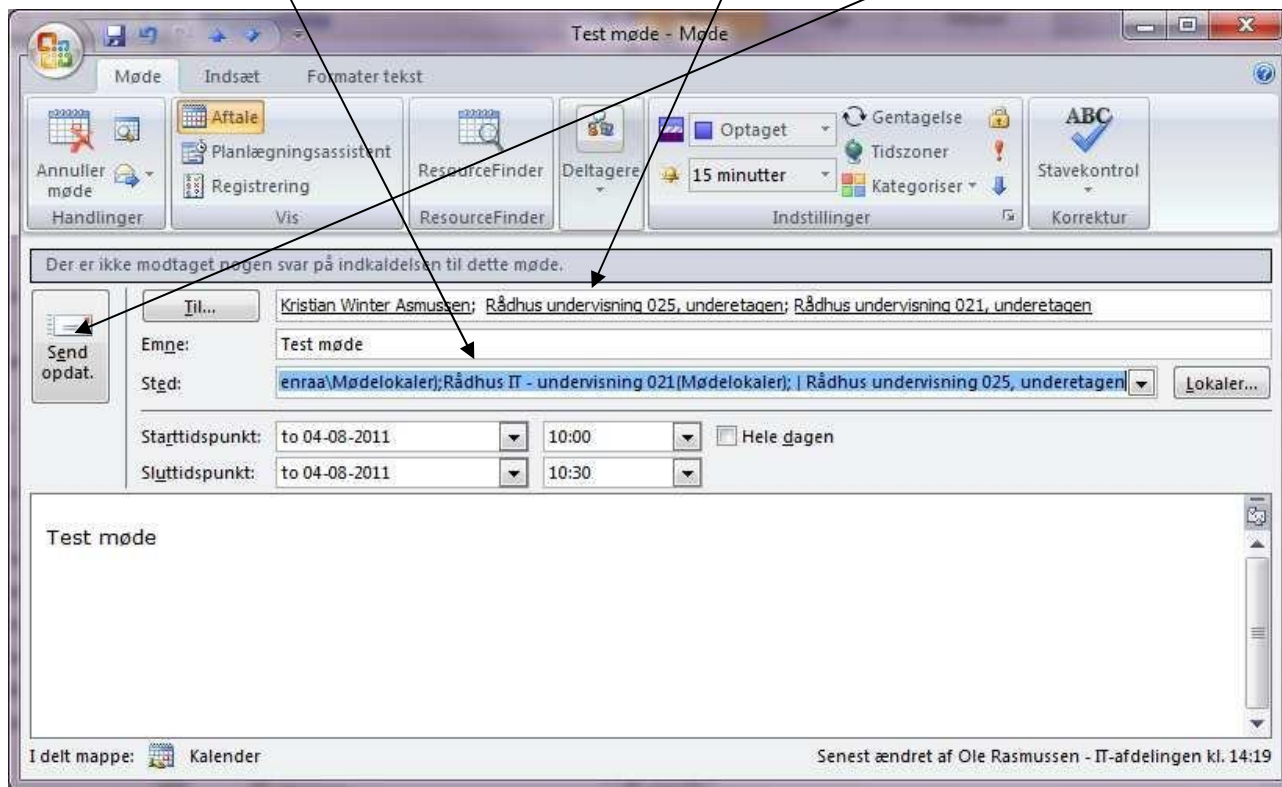 Test møde - Møde
Møde Indsæt Formater tekst
Annuller møde
Handlinger
Aftale
Planlægningsassistent
Registrering
Vis
ResourceFinder
ResourceFinder
Deltagere
Optaget
15 minutter
Gentagelse
Tidszoner
Kategoriser
Indstillinger
ABC
Stavekontrol
Korrektur
Der er ikke modtaget nogen svar på indkaldelsen til dette møde.
Send opdat.
Til... Kristian Winter Asmussen; Rådhus undervisning 025, underetagen; Rådhus undervisning 021, underetagen
Emne: Test møde
Sted: enraa\Mødelokaler);Rådhus IT - undervisning 021(Mødelokaler); | Rådhus undervisning 025, underetagen Lokaler...
Starttidspunkt: to 04-08-2011 10:00 Hele dagen
Sluttidspunkt: to 04-08-2011 10:30
Test møde
I delt mappe: Kalender Senest ændret af Ole Rasmussen - IT-afdelingen kl. 14:19